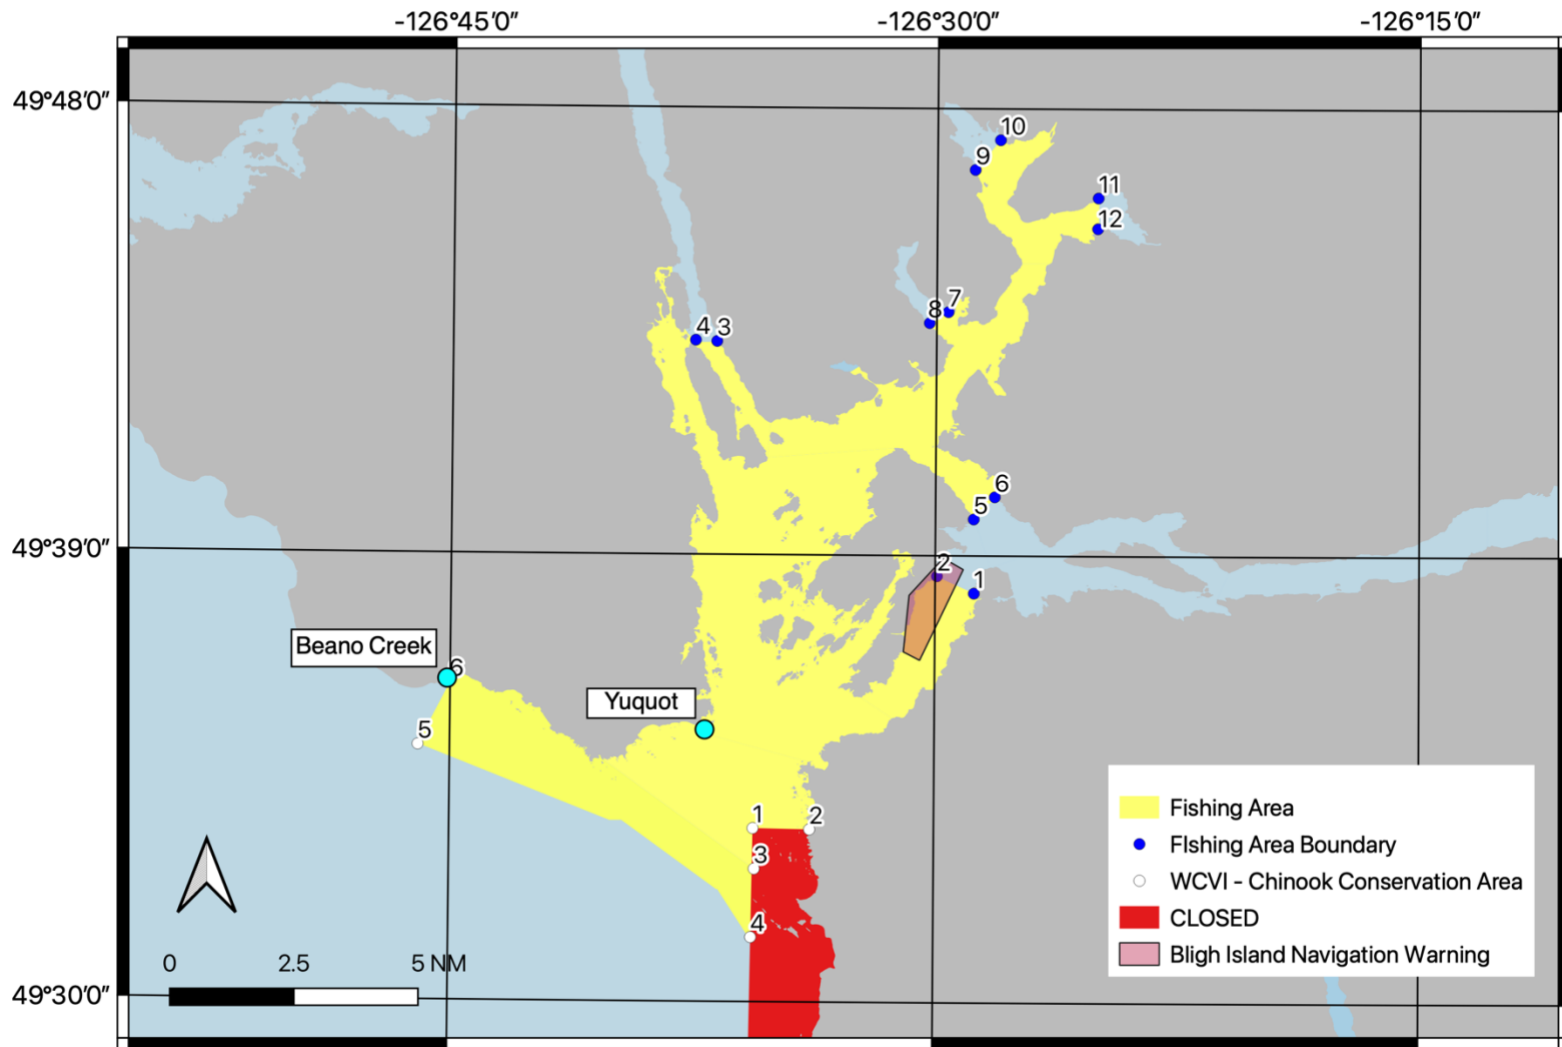 -126°45'0" -126°30'0" -126°15'0"
49°48'0"
10
9
11
12
7
8
4 3
6
5
49°39'0"
2
1
Beano Creek
6
Yuquot
5
1 2
3
4
Fishing Area
FIshing Area Boundary
WCVI - Chinook Conservation Area
CLOSED
Bligh Island Navigation Warning
0 2.5 5 NM
49°30'0"